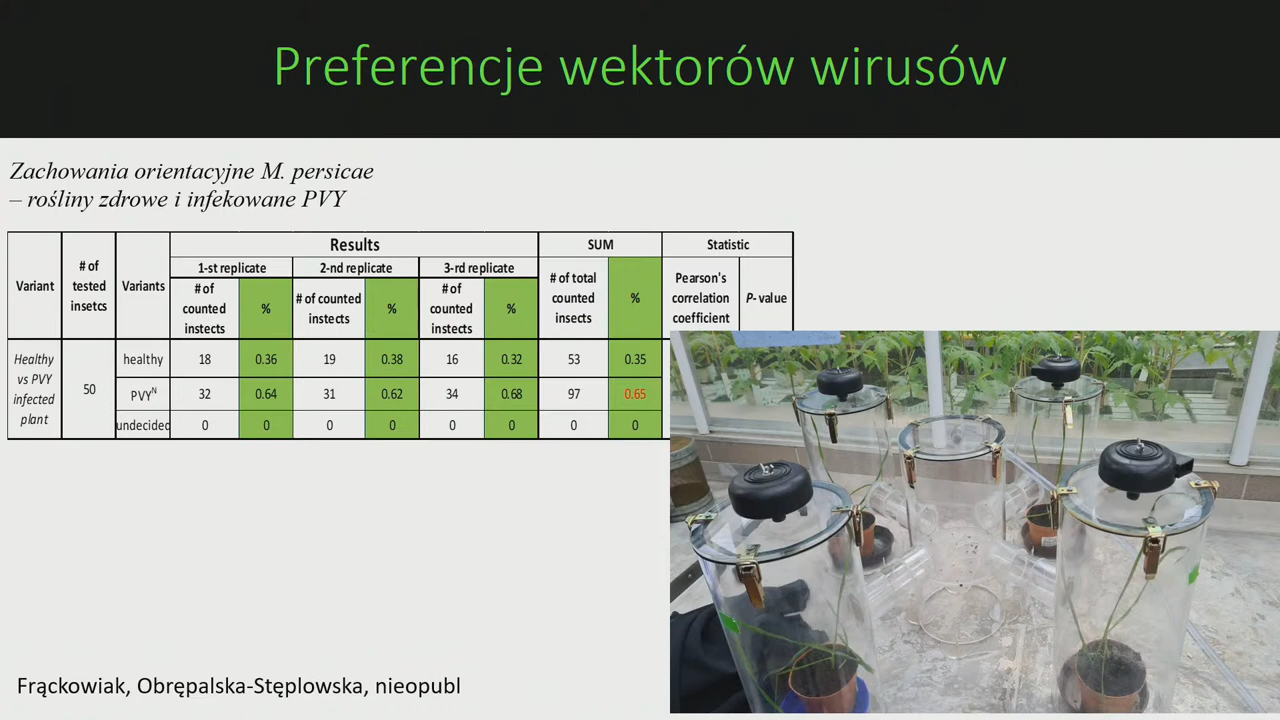 Preferencje wektorów wirusów
Zachowania orientacyjne M. persicae
– rośliny zdrowe i infekowane PVY
Variant # of tested insetcs Variants Results SUM Statistic
1-st replicate 2-nd replicate 3-rd replicate
# of counted instects % # of counted instects % # of counted instects % # of total counted insects % Pearson's correlation coefficient P- value
Healthy vs PVY infected plant 50 healthy 18 0.36 19 0.38 16 0.32 53 0.35
PVYᴺ 32 0.64 31 0.62 34 0.68 97 0.65
undecided 0 0 0 0 0 0 0 0
Frąckowiak, Obrępalska-Stęplowska, nieopubl